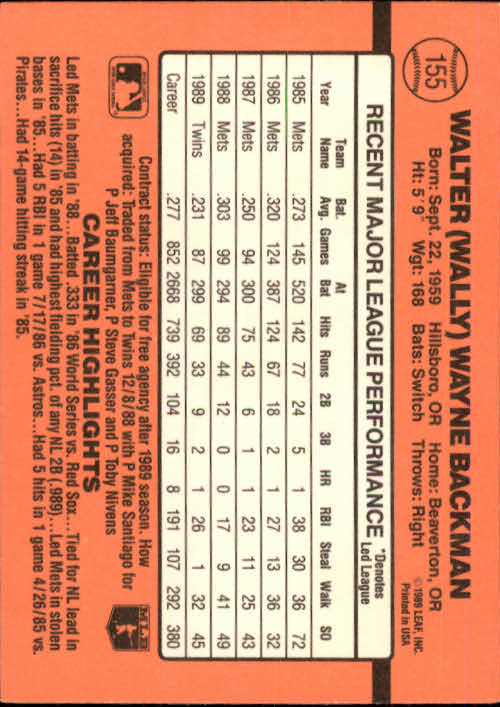 155
WALTER (WALLY) WAYNE BACKMAN
©1989 LEAF, INC.
Printed in USA
Born: Sept. 22, 1959 Hillsboro, OR Home: Beaverton, OR
Ht: 5'9" Wgt: 168 Bats: Switch Throws: Right
RECENT MAJOR LEAGUE PERFORMANCE *Denotes Led League
Year Team Name Bat. Avg. Games At Bat Hits Runs 2B 3B HR RBI Steal Walk SO
1985 Mets .273 145 520 142 77 24 5 1 38 30 36 72
1986 Mets .320 124 387 124 67 18 2 1 27 13 36 32
1987 Mets .250 94 300 75 43 6 1 1 23 11 25 43
1988 Mets .303 99 294 89 44 12 0 0 17 9 41 49
1989 Twins .231 87 299 69 33 9 2 1 26 1 32 45
Career .277 852 2668 739 392 104 16 8 191 107 292 380
Contract status: Eligible for free agency after 1989 season. How
acquired: Traded from Mets to Twins 12/8/88 with P Mike Santiago for
P Jeff Baumgarner, P Steve Gasser and P Toby Nivens
MLB
CAREER HIGHLIGHTS
Led Mets in batting in '88...Batted .333 in '86 World Series vs. Red Sox...Tied for NL lead in
sacrifice hits (14) in '85 and had highest fielding pct. of any NL 2B (.989)...Led Mets in stolen
bases in '85...Had 5 RBI in 1 game 7/17/86 vs. Astros...Had 5 hits in 1 game 4/26/85 vs.
Pirates...Had 14-game hitting streak in '85.